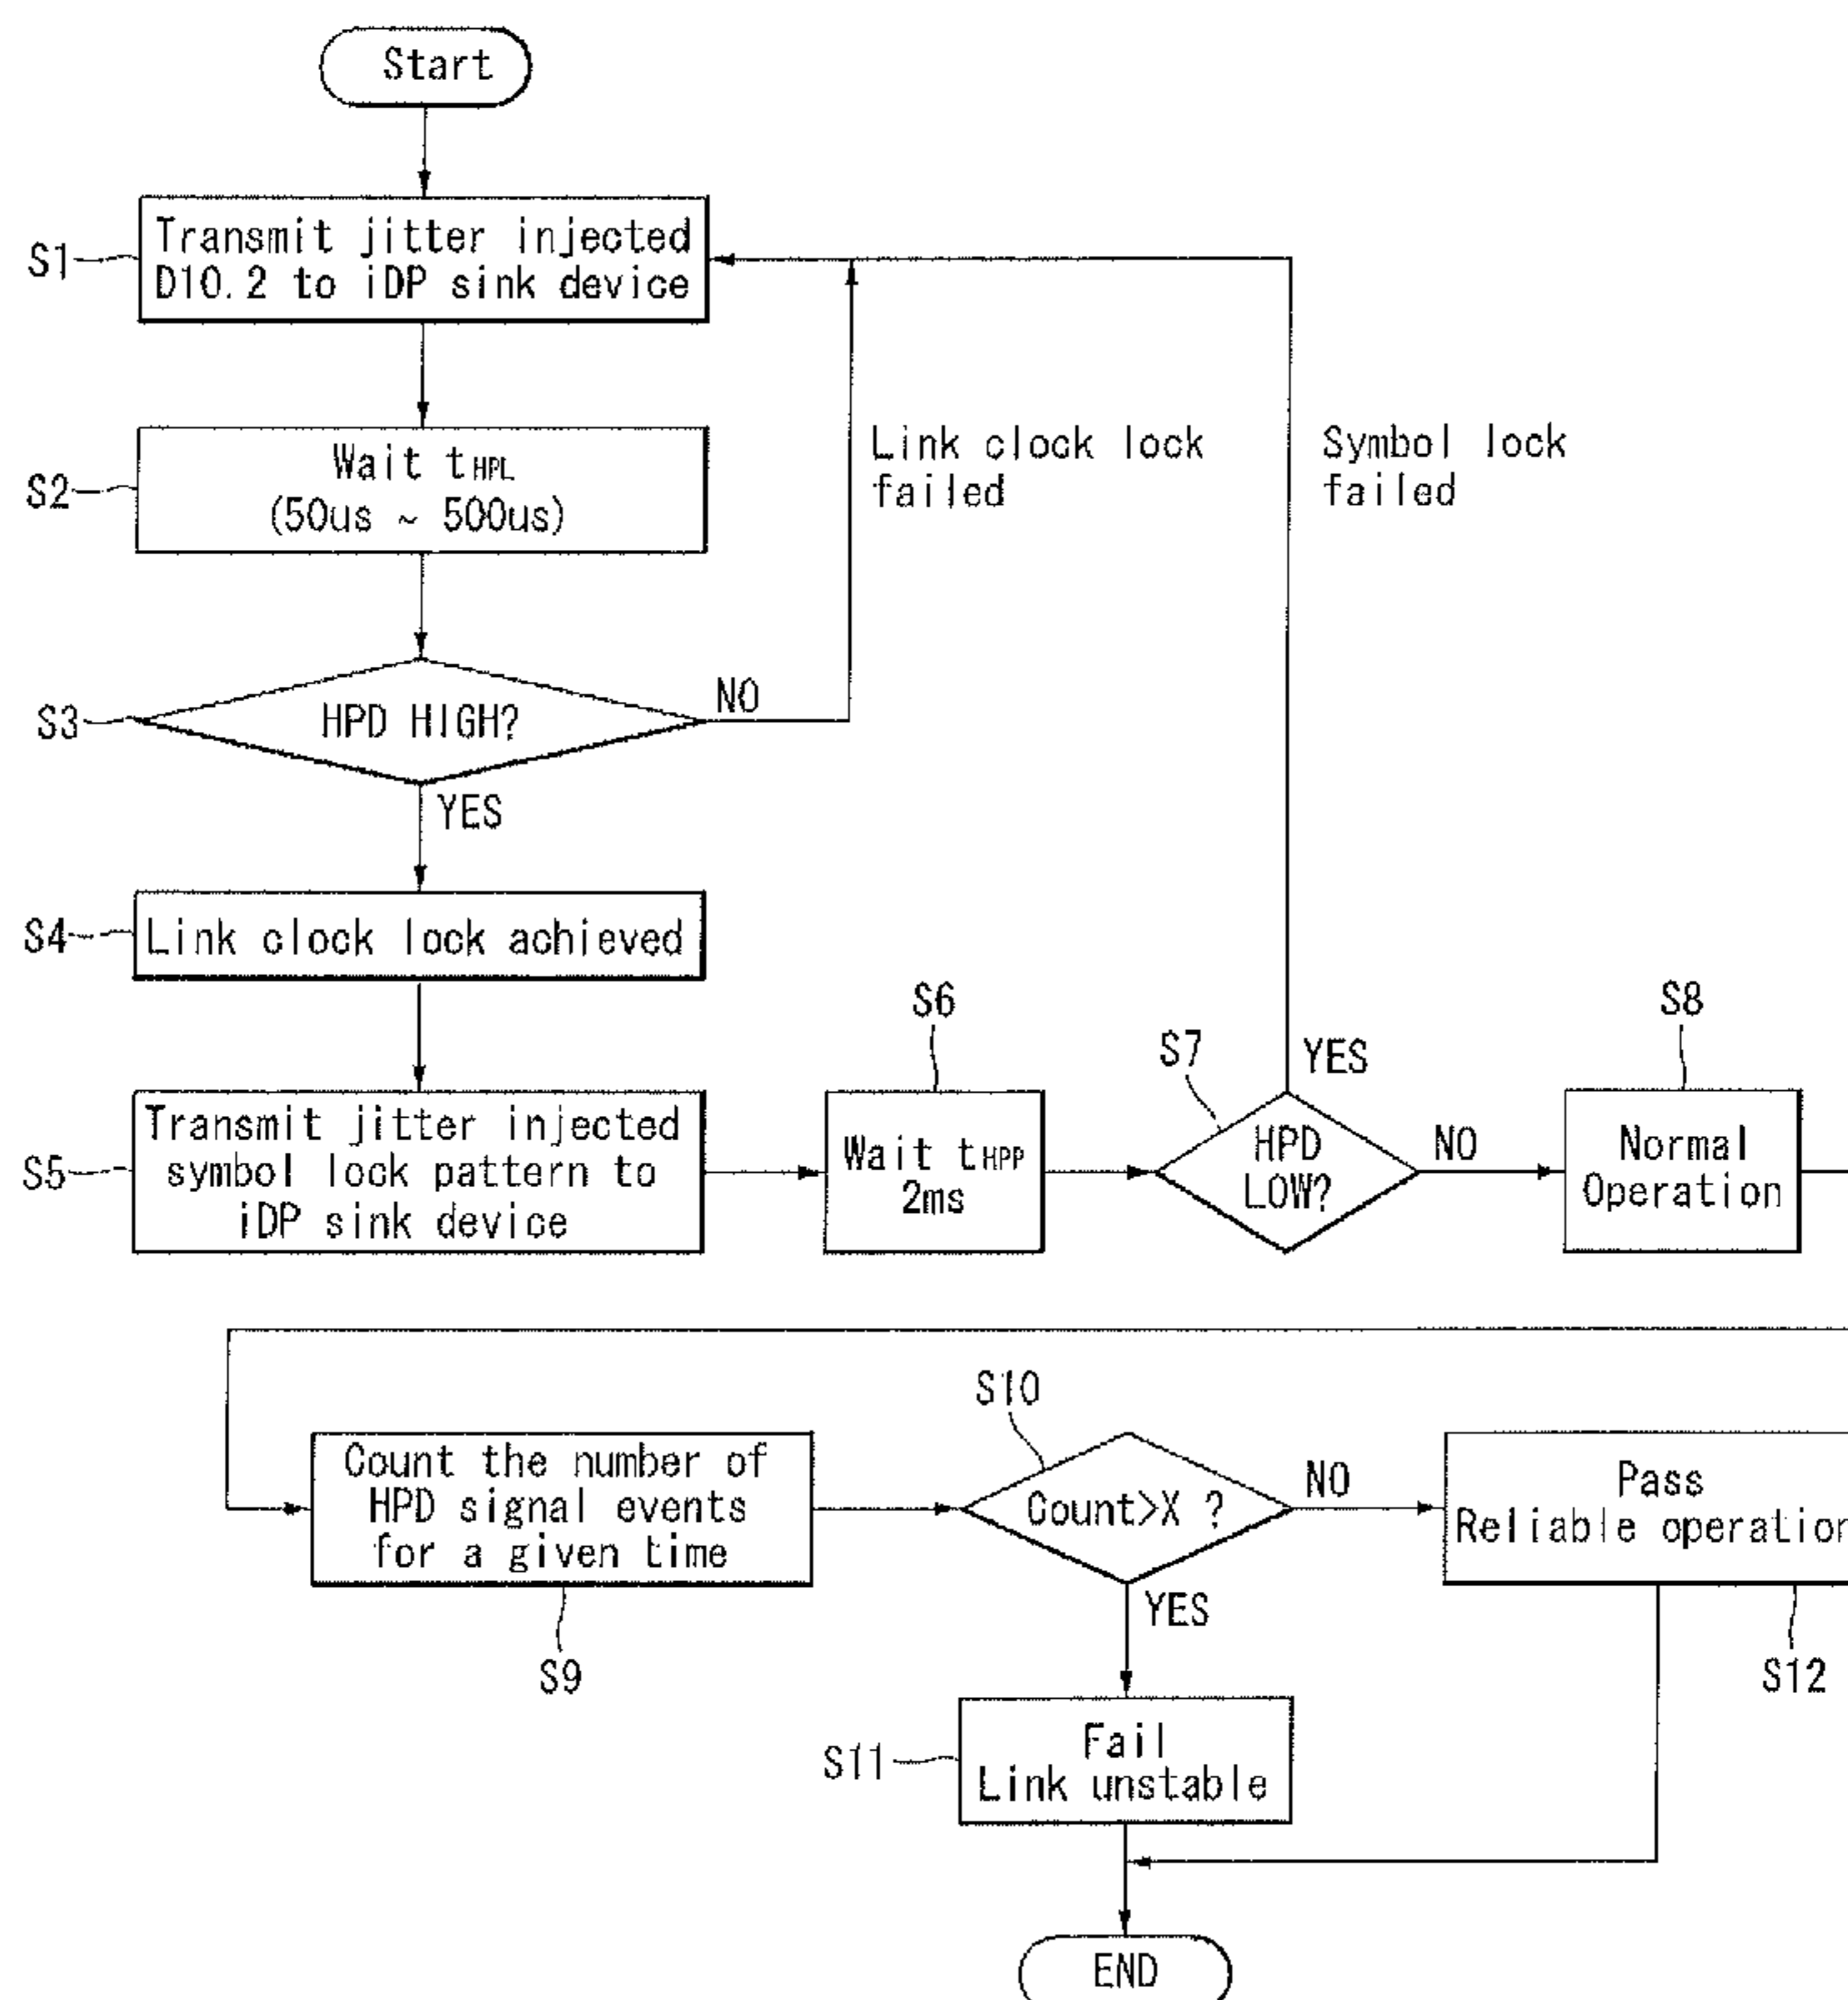 Start
S1
Transmit jitter injected
D10.2 to iDP sink device
S2
Wait tHPL
(50us ~ 500us)
Link clock lock
failed
Symbol lock
failed
S3
HPD HIGH?
NO
YES
S4
Link clock lock achieved
S5
Transmit jitter injected
symbol lock pattern to
iDP sink device
S6
Wait tHPP
2ms
S7
YES
HPD
LOW?
NO
S8
Normal
Operation
Count the number of
HPD signal events
for a given time
S9
S10
Count>X ?
NO
YES
Pass
Reliable operation
S12
S11
Fail
Link unstable
END